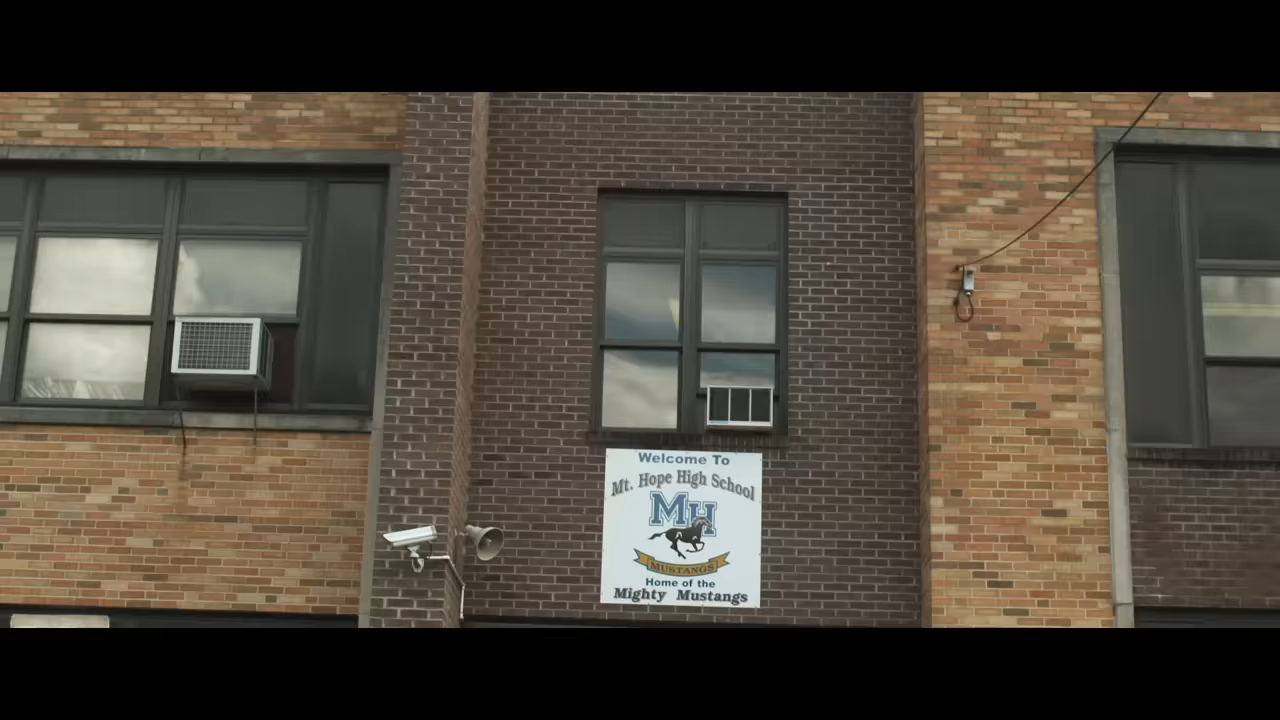 Welcome To
Mt. Hope High School
MH
MUSTANGS
Home of the
Mighty Mustangs